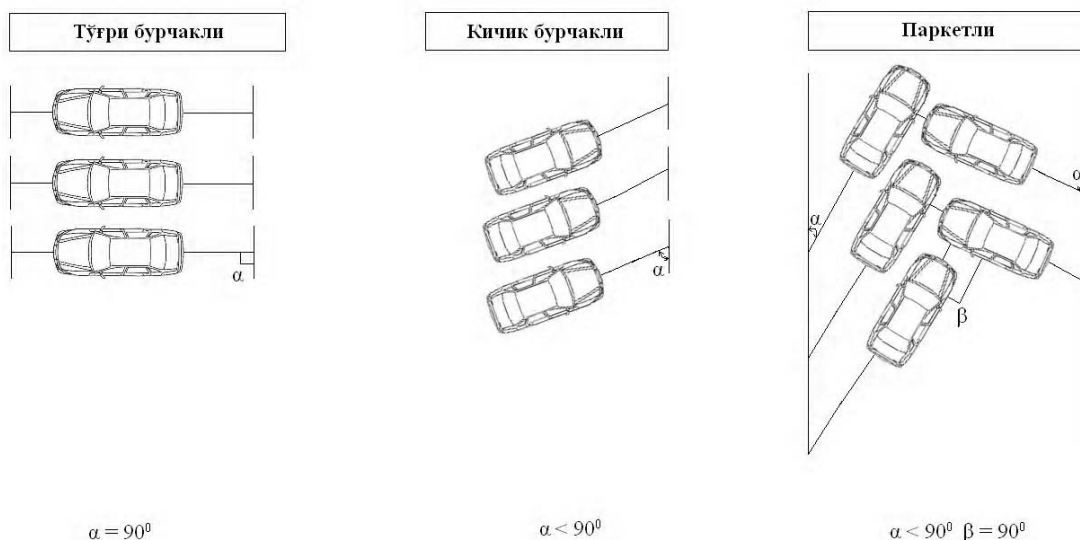 Тўғри бурчакли
Кичик бурчакли
Паркетли
α
α
α
α
β
α = 90⁰
α < 90⁰
α < 90⁰ β = 90⁰